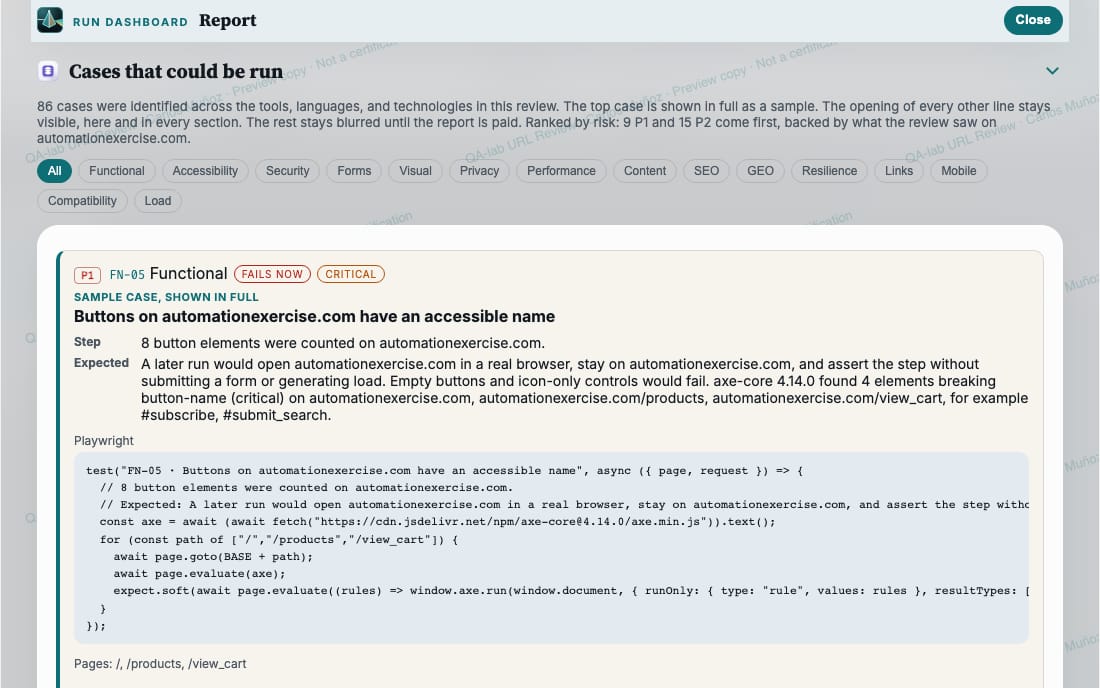 RUN DASHBOARD Report
Close
Cases that could be run
86 cases were identified across the tools, languages, and technologies in this review. The top case is shown in full as a sample. The opening of every other line stays
visible, here and in every section. The rest stays blurred until the report is paid. Ranked by risk: 9 P1 and 15 P2 come first, backed by what the review saw on
automationexercise.com.
All Functional Accessibility Security Forms Visual Privacy Performance Content SEO GEO Resilience Links Mobile
Compatibility Load
P1 FN-05 Functional FAILS NOW CRITICAL
SAMPLE CASE, SHOWN IN FULL
Buttons on automationexercise.com have an accessible name
Step 8 button elements were counted on automationexercise.com.
Expected A later run would open automationexercise.com in a real browser, stay on automationexercise.com, and assert the step without
submitting a form or generating load. Empty buttons and icon-only controls would fail. axe-core 4.14.0 found 4 elements breaking
button-name (critical) on automationexercise.com, automationexercise.com/products, automationexercise.com/view_cart, for example
#subscribe, #submit_search.
Playwright
test("FN-05 · Buttons on automationexercise.com have an accessible name", async ({ page, request }) => {
// 8 button elements were counted on automationexercise.com.
// Expected: A later run would open automationexercise.com in a real browser, stay on automationexercise.com, and assert the step witho
const axe = await (await fetch("https://cdn.jsdelivr.net/npm/axe-core@4.14.0/axe.min.js")).text();
for (const path of ["/","/products","/view_cart"]) {
await page.goto(BASE + path);
await page.evaluate(axe);
expect.soft(await page.evaluate((rules) => window.axe.run(window.document, { runOnly: { type: "rule", values: rules }, resultTypes: [
}
});
Pages: /, /products, /view_cart
Preview copy · Not a certification
QA-lab URL Review · Carlos Muñoz